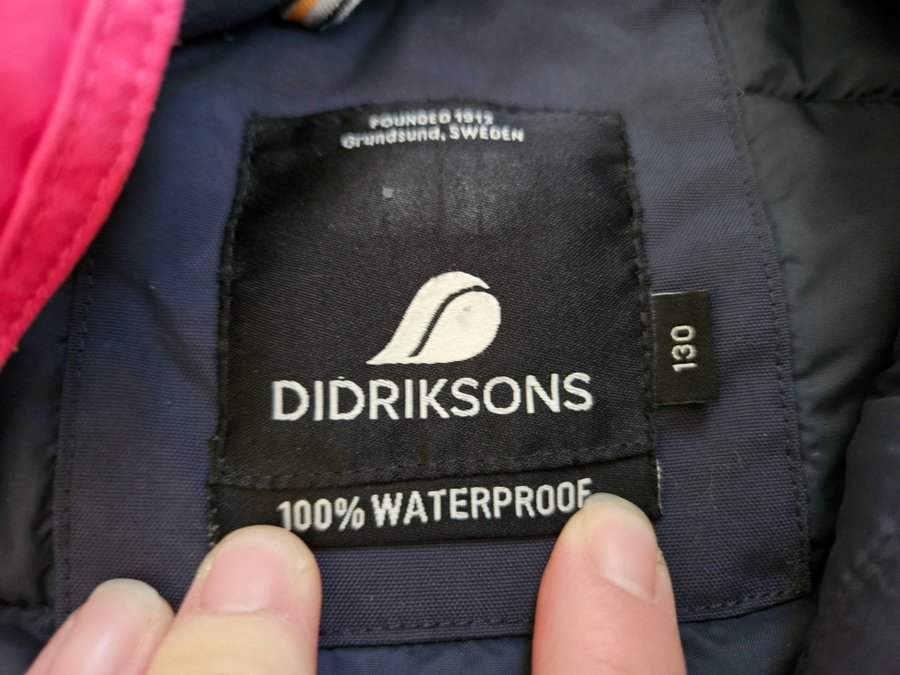 FOUNDED 1913
Grundsund, SWEDEN
DIDRIKSONS
130
100% WATERPROOF